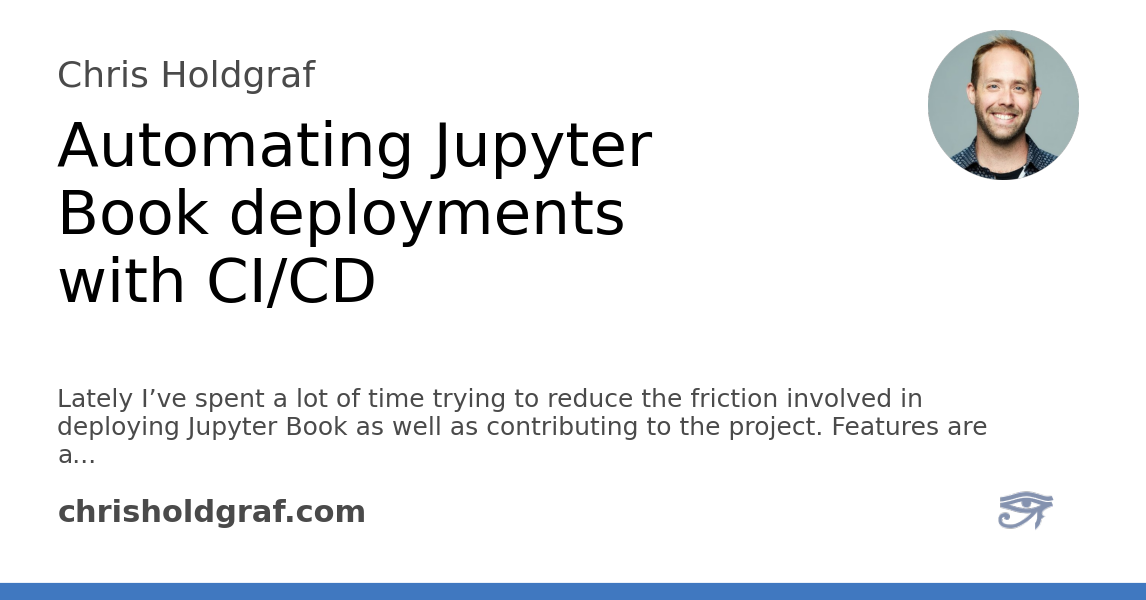 Chris Holdgraf
Automating Jupyter
Book deployments
with CI/CD
Lately I’ve spent a lot of time trying to reduce the friction involved in
deploying Jupyter Book as well as contributing to the project. Features are
a...
chrisholdgraf.com